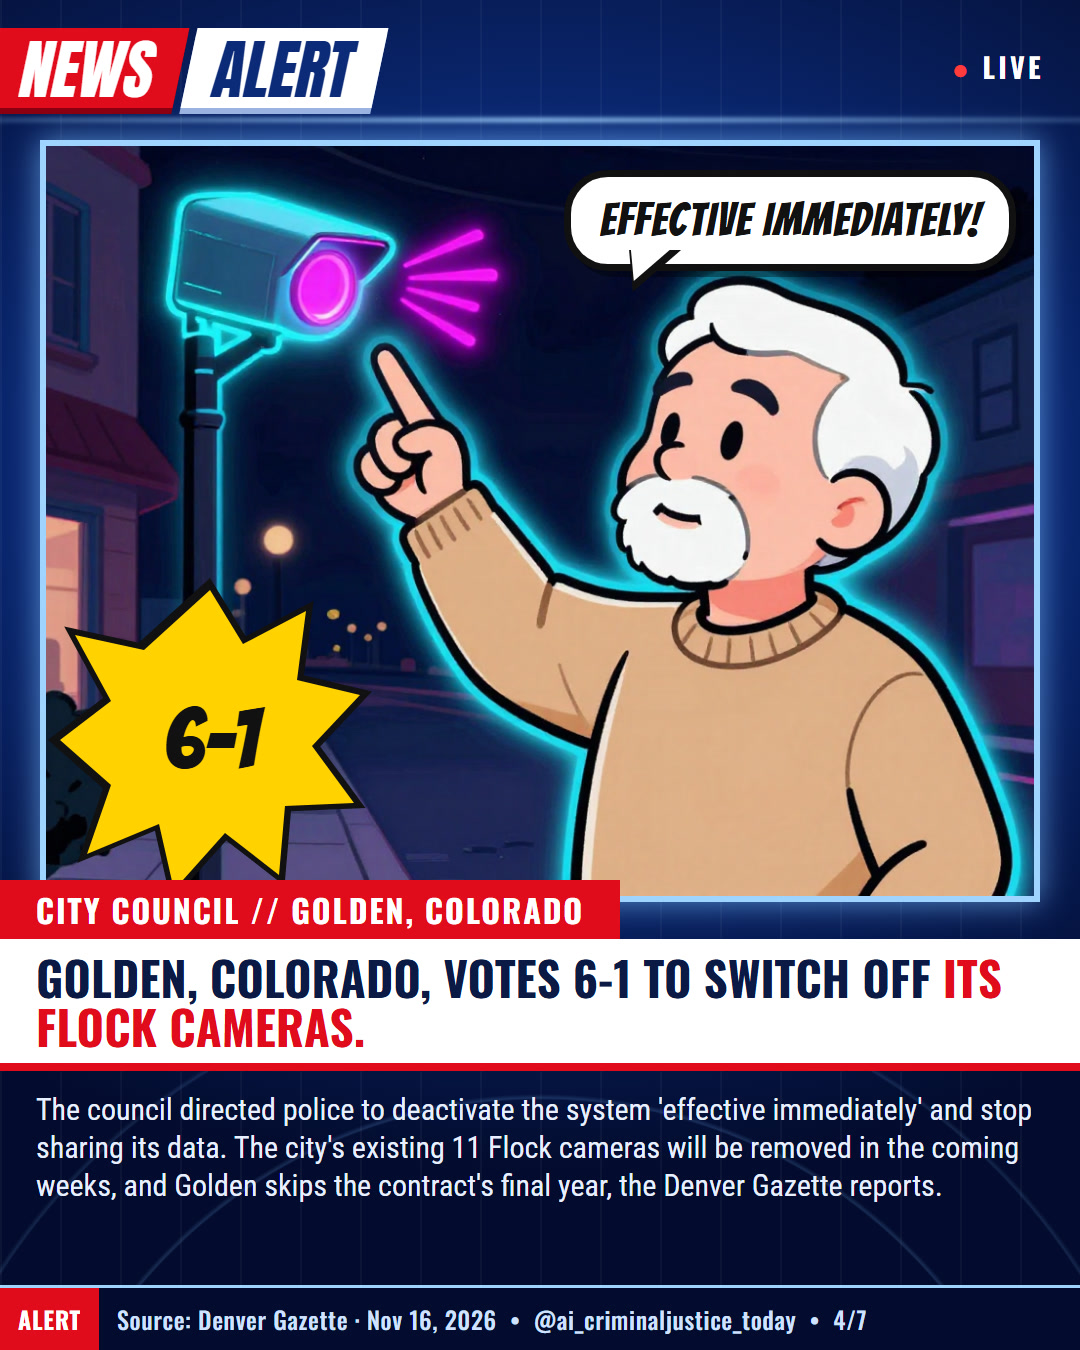 NEWS ALERT
LIVE
EFFECTIVE IMMEDIATELY!
6-1
CITY COUNCIL // GOLDEN, COLORADO
GOLDEN, COLORADO, VOTES 6-1 TO SWITCH OFF ITS
FLOCK CAMERAS.
The council directed police to deactivate the system 'effective immediately' and stop
sharing its data. The city's existing 11 Flock cameras will be removed in the coming
weeks, and Golden skips the contract's final year, the Denver Gazette reports.
ALERT
Source: Denver Gazette · Nov 16, 2026 • @ai_criminaljustice_today • 4/7